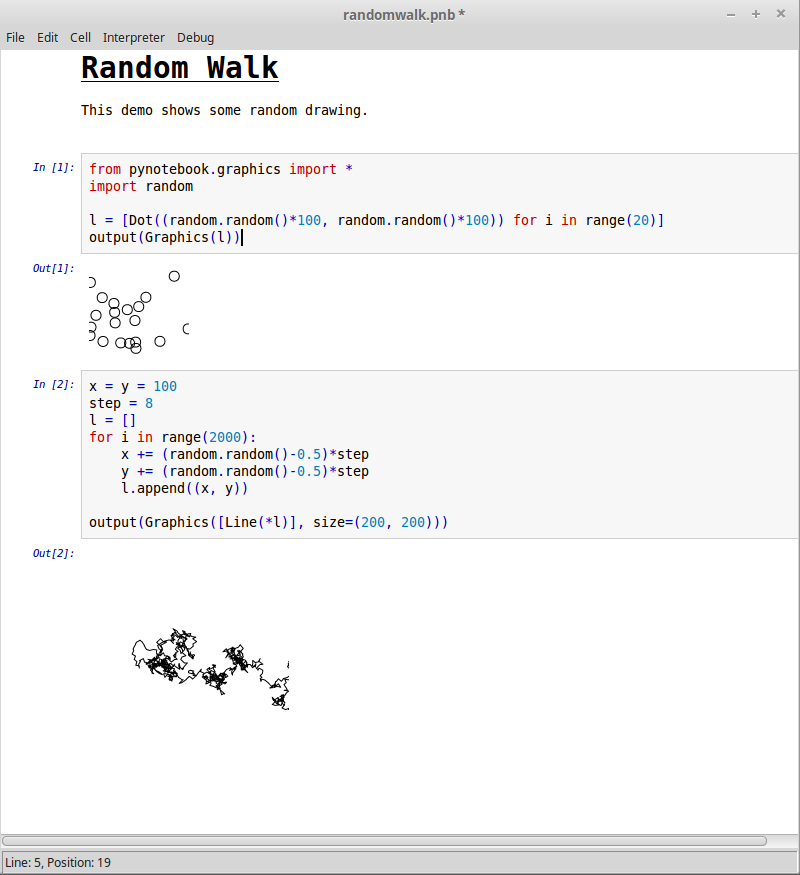 randomwalk.pnb *
File Edit Cell Interpreter Debug
Random Walk
This demo shows some random drawing.
In [1]:
from pynotebook.graphics import *
import random
l = [Dot((random.random()*100, random.random()*100)) for i in range(20)]
output(Graphics(l))
Out[1]:
In [2]:
x = y = 100
step = 8
l = []
for i in range(2000):
    x += (random.random()-0.5)*step
    y += (random.random()-0.5)*step
    l.append((x, y))
output(Graphics([Line(*l)], size=(200, 200)))
Out[2]:
Line: 5, Position: 19